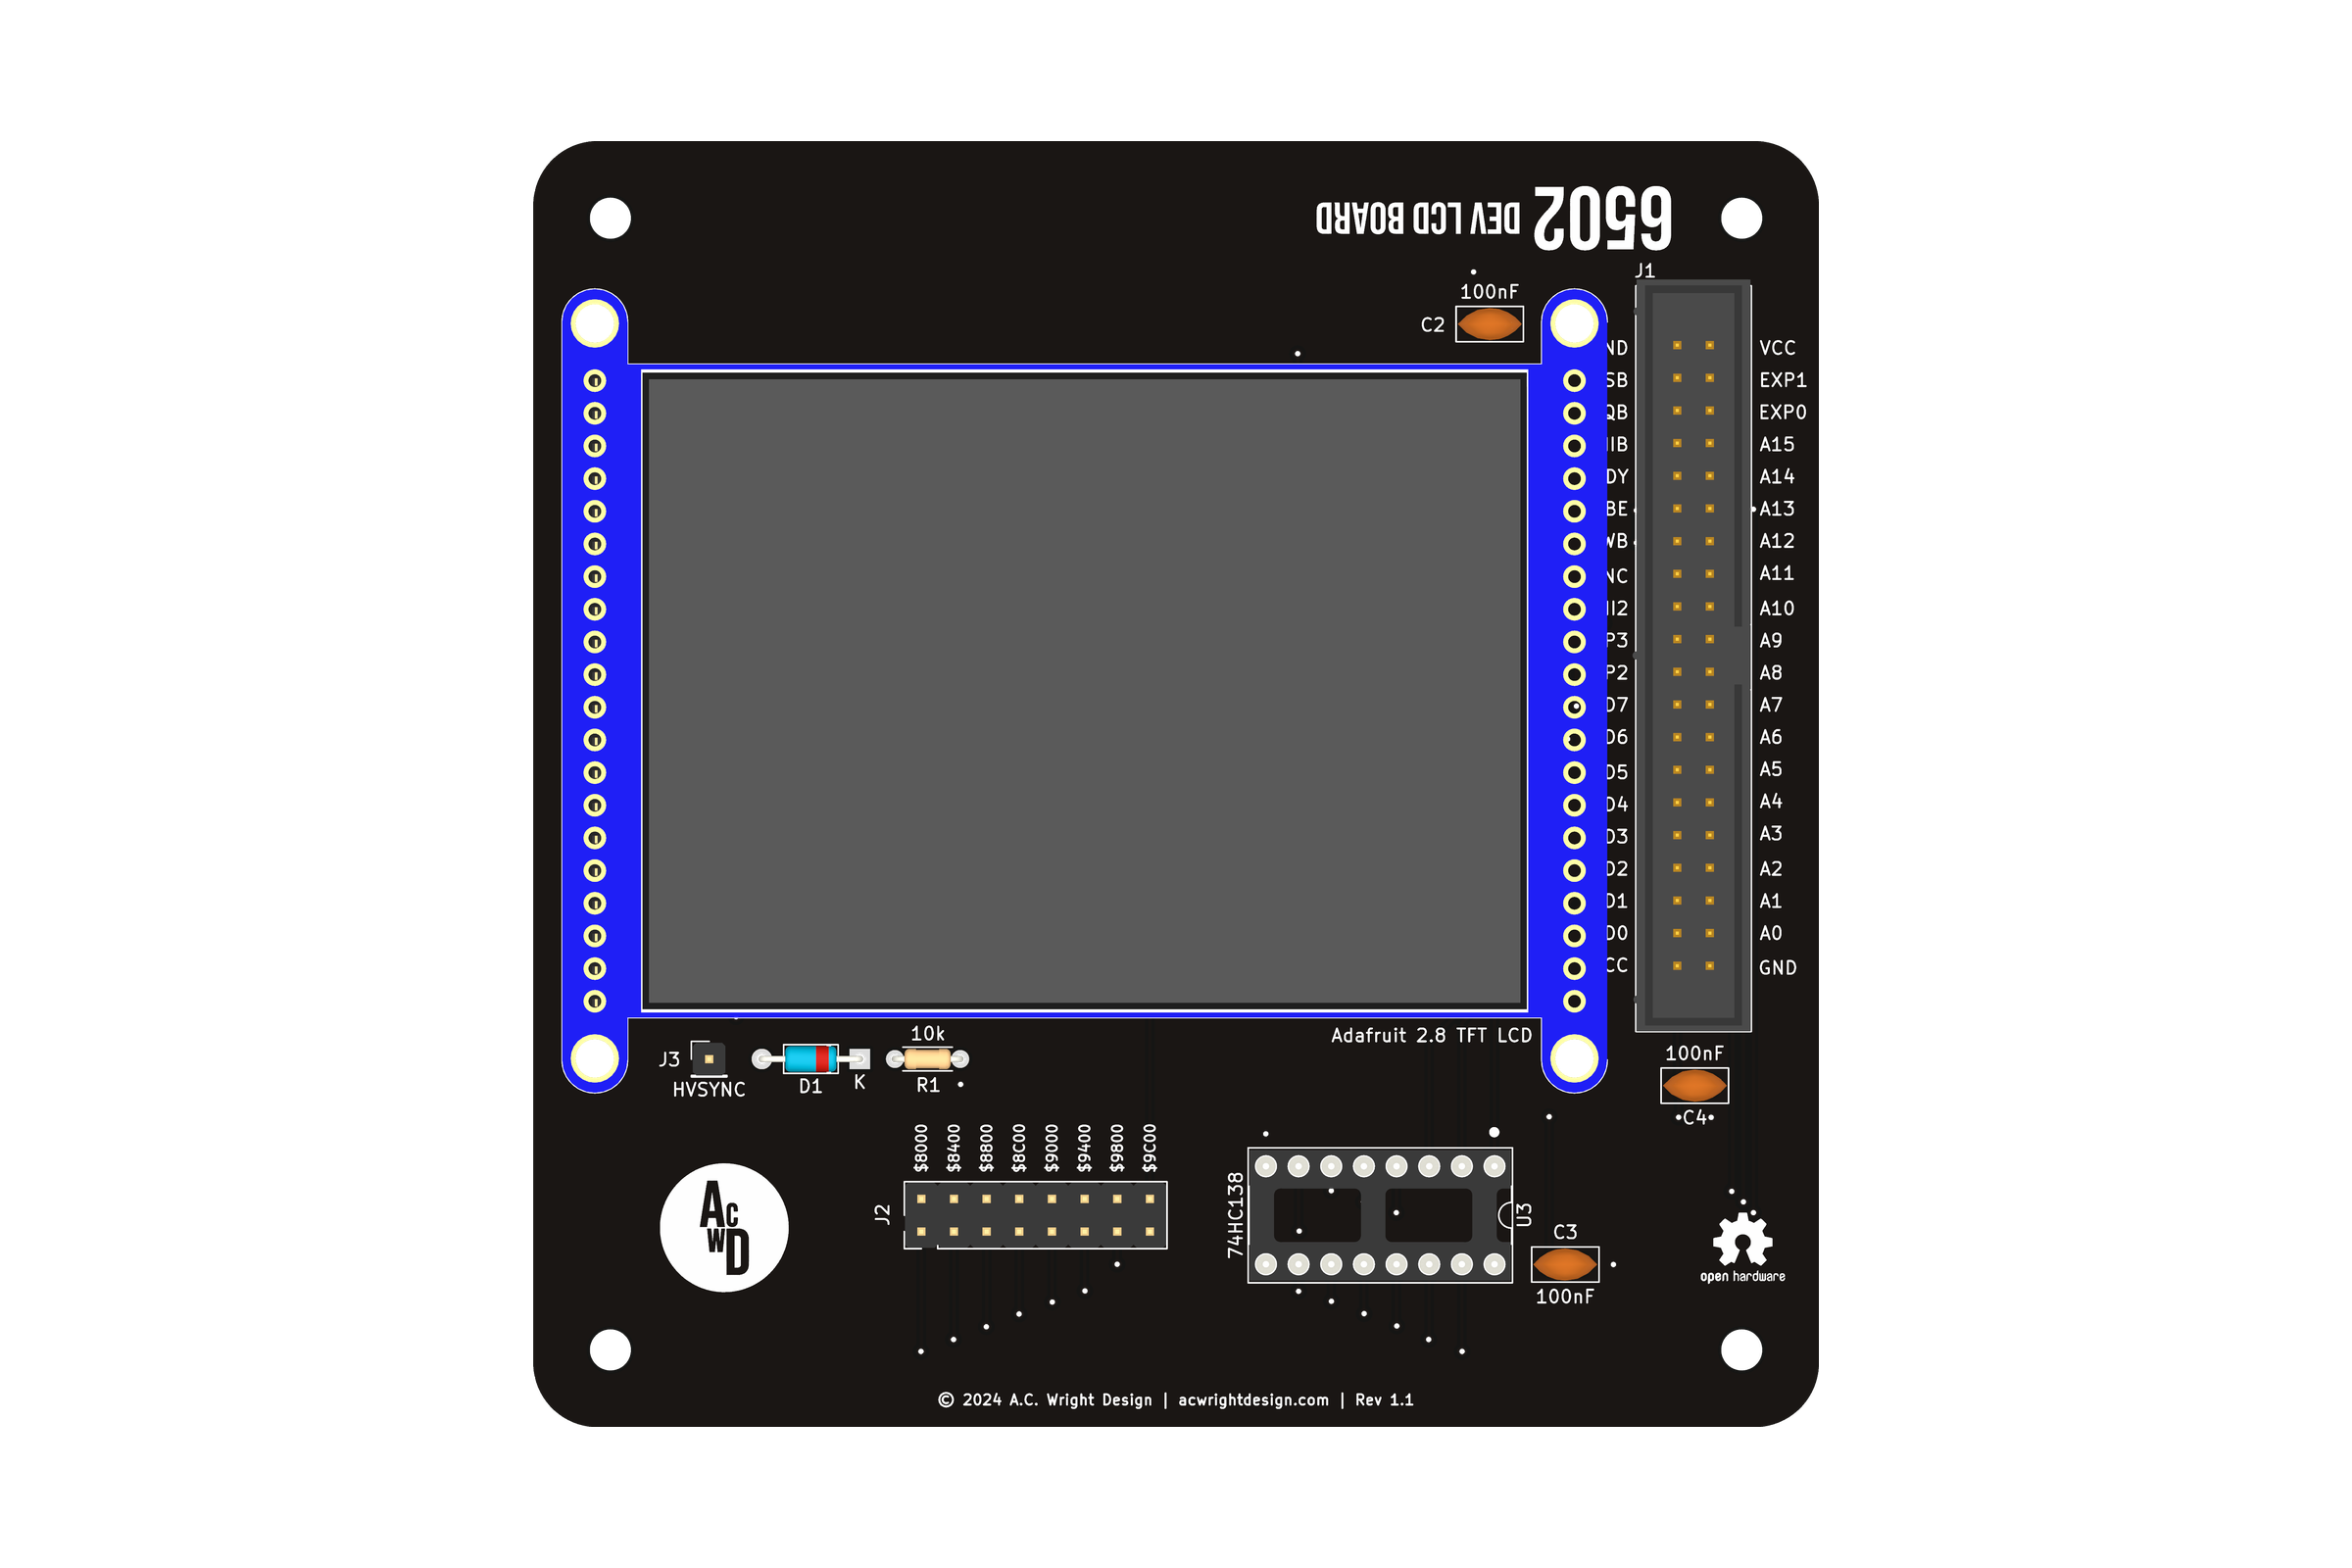 6502 DEV LCD BOARD
J1
100nF
C2
ND VCC
SB EXP1
QB EXP0
IIB A15
DY A14
BE A13
WB A12
NC A11
II2 A10
P3 A9
P2 A8
D7 A7
D6 A6
D5 A5
D4 A4
D3 A3
D2 A2
D1 A1
D0 A0
CC GND
Adafruit 2.8 TFT LCD
10k
J3
HVSYNC
D1
K
R1
100nF
C4
$8000
$8400
$8800
$8C00
$9000
$9400
$9800
$9C00
J2
74HC138
U3
C3
100nF
ACWD
open hardware
© 2024 A.C. Wright Design | acwrightdesign.com | Rev 1.1